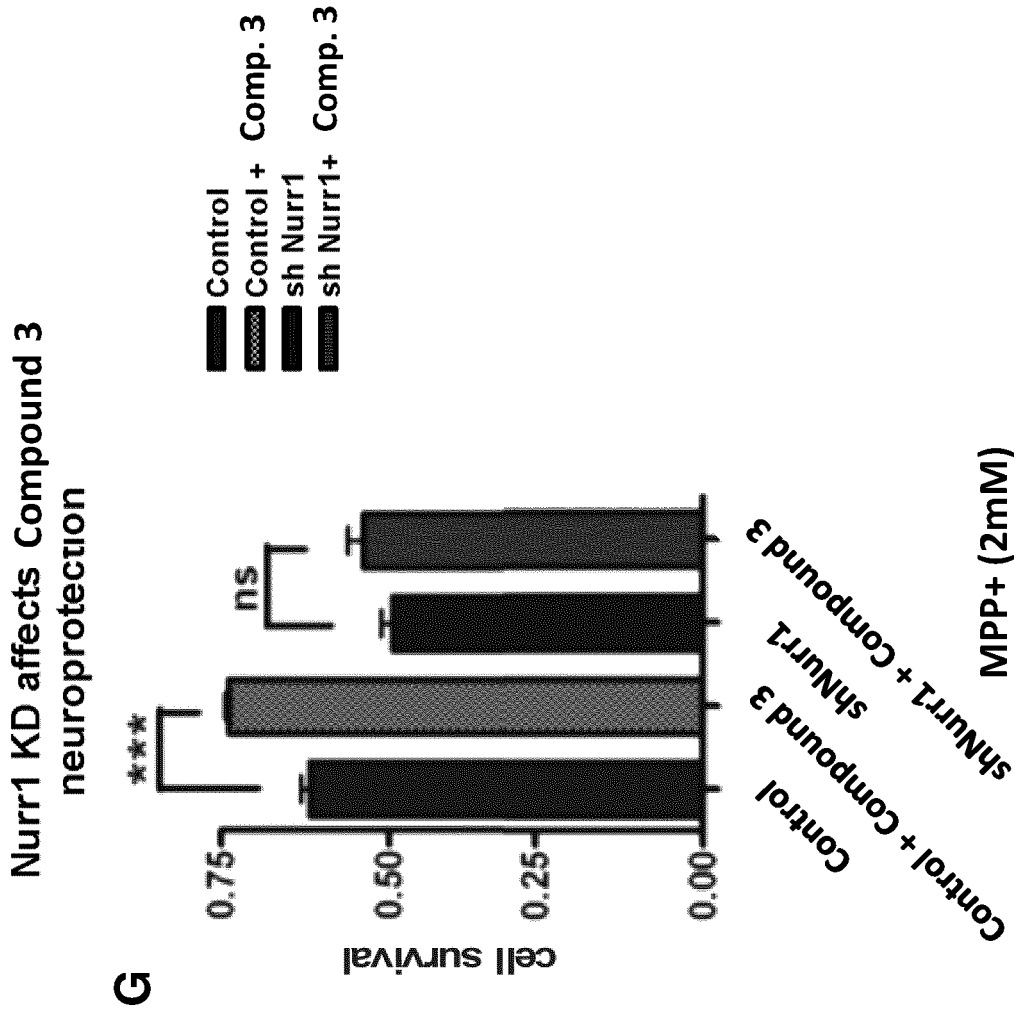 G
Nurr1 KD affects Compound 3
neuroprotection
***
ns
cell survival
0.75
0.50
0.25
0.00
Control
Control + Compound 3
shNurr1
shNurr1 + Compound 3
MPP+ (2mM)
Control
Control + Comp. 3
sh Nurr1
sh Nurr1+ Comp. 3